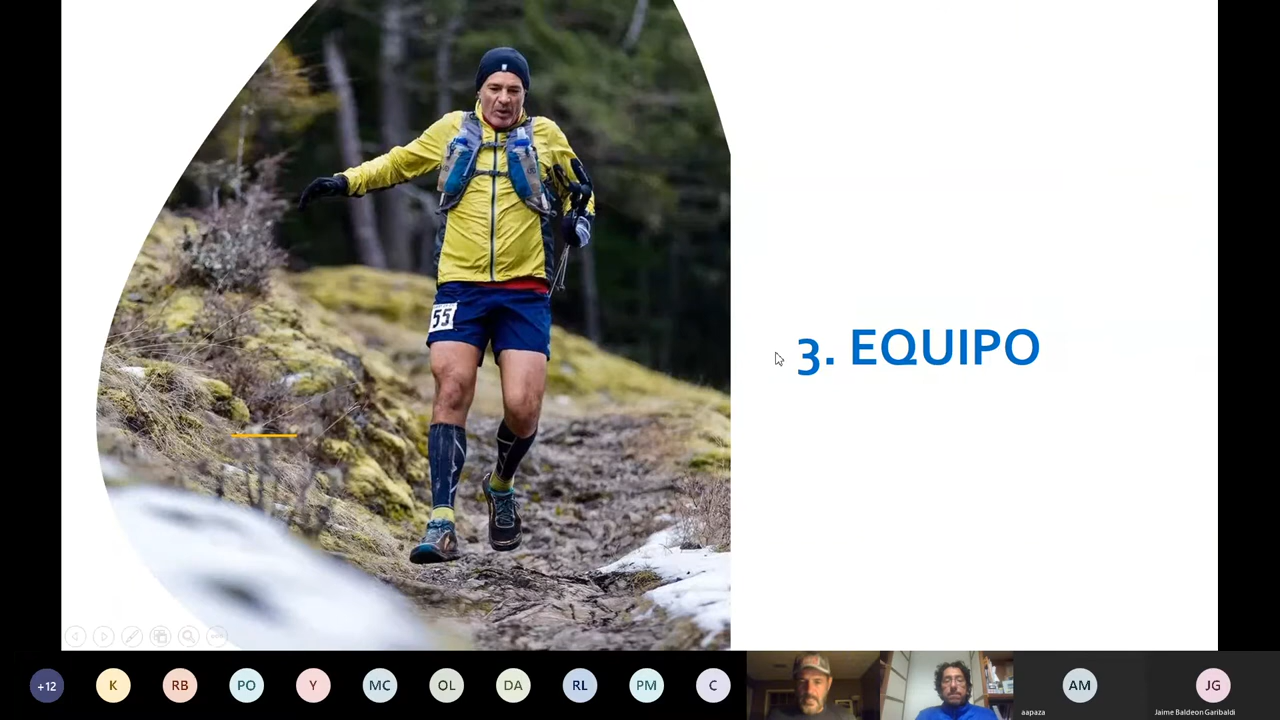 55
3. EQUIPO
+12
K
RB
PO
Y
MC
OL
DA
RL
PM
C
AM
JG
aapaza
Jaime Baldeon Garibaldi